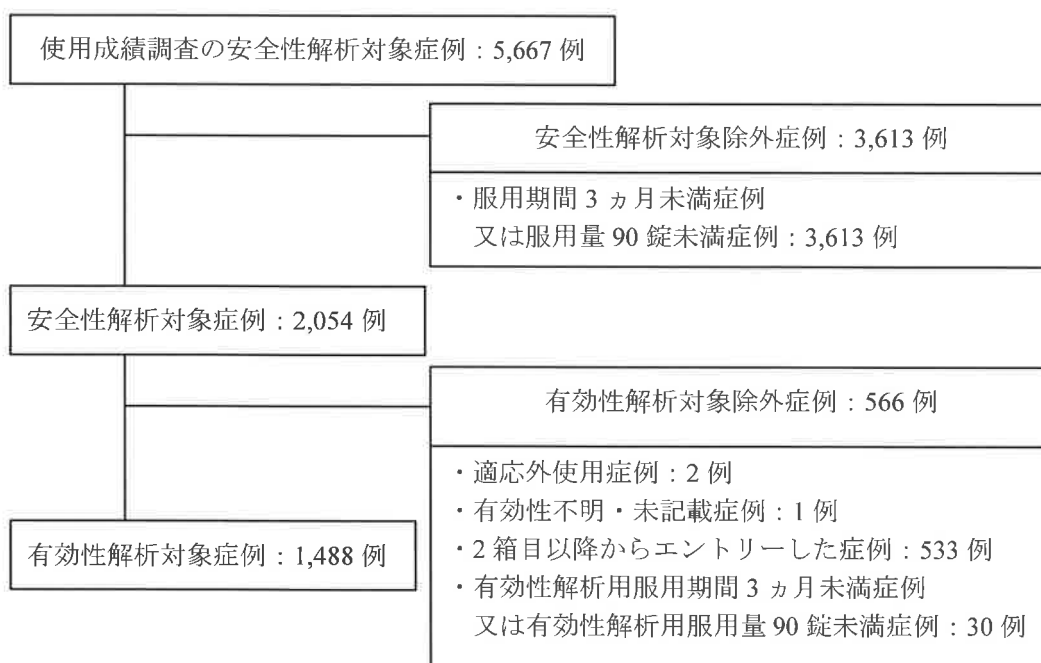 使用成績調査の安全性解析対象症例：5,667 例
安全性解析対象除外症例：3,613 例
・服用期間 3 ヵ月未満症例
又は服用量 90 錠未満症例：3,613 例
安全性解析対象症例：2,054 例
有効性解析対象除外症例：566 例
・適応外使用症例：2 例
・有効性不明・未記載症例：1 例
・2 箱目以降からエントリーした症例：533 例
・有効性解析用服用期間 3 ヵ月未満症例
又は有効性解析用服用量 90 錠未満症例：30 例
有効性解析対象症例：1,488 例